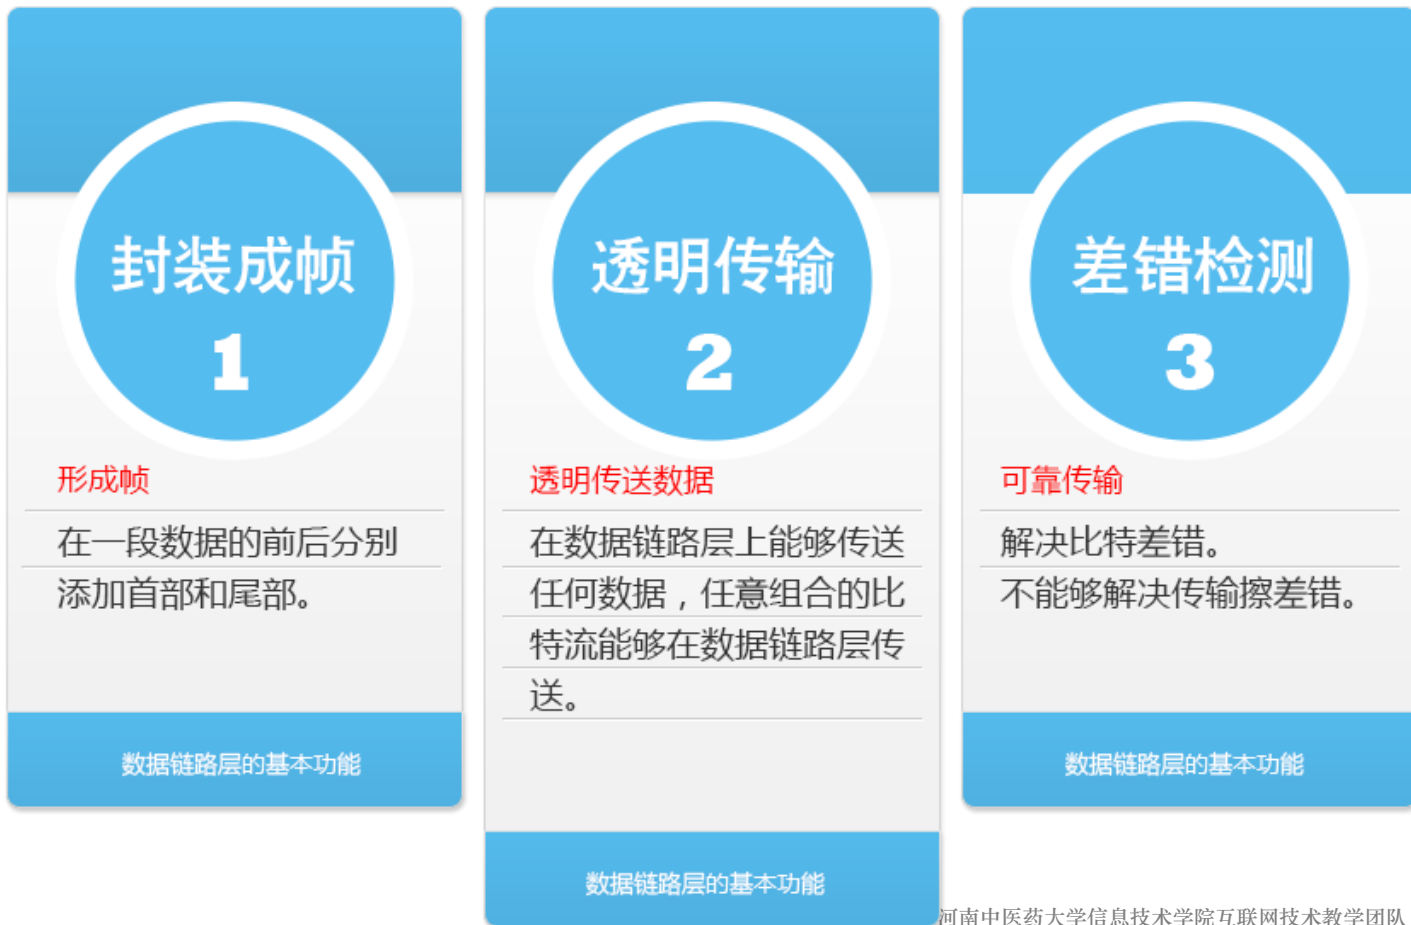 封装成帧
1
形成帧
在一段数据的前后分别
添加首部和尾部。
数据链路层的基本功能
透明传输
2
透明传送数据
在数据链路层上能够传送
任何数据，任意组合的比
特流能够在数据链路层传
送。
数据链路层的基本功能
差错检测
3
可靠传输
解决比特差错。
不能够解决传输擦差错。
数据链路层的基本功能
河南中医药大学信息技术学院互联网技术教学团队